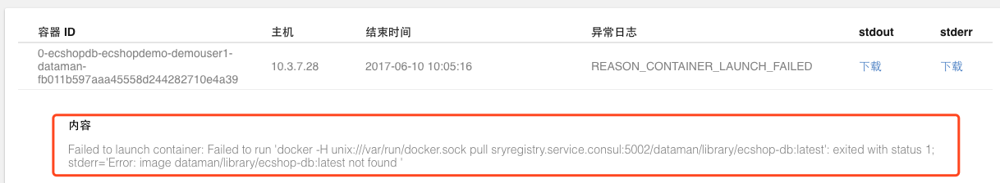 容器 ID 主机 结束时间 异常日志 stdout stderr
0-ecshopdb-ecshopdemo-demouser1-
dataman-
fb011b597aaa45558d244282710e4a39
10.3.7.28 2017-06-10 10:05:16 REASON_CONTAINER_LAUNCH_FAILED 下载 下载
内容
Failed to launch container: Failed to run 'docker -H unix:///var/run/docker.sock pull sryregistry.service.consul:5002/dataman/library/ecshop-db:latest': exited with status 1;
stderr='Error: image dataman/library/ecshop-db:latest not found '